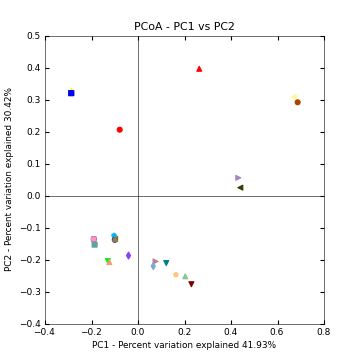 PCoA - PC1 vs PC2
PC2 - Percent variation explained 30.42%
0.5
0.4
0.3
0.2
0.1
0.0
−0.1
−0.2
−0.3
−0.4
−0.4 −0.2 0.0 0.2 0.4 0.6 0.8
PC1 - Percent variation explained 41.93%